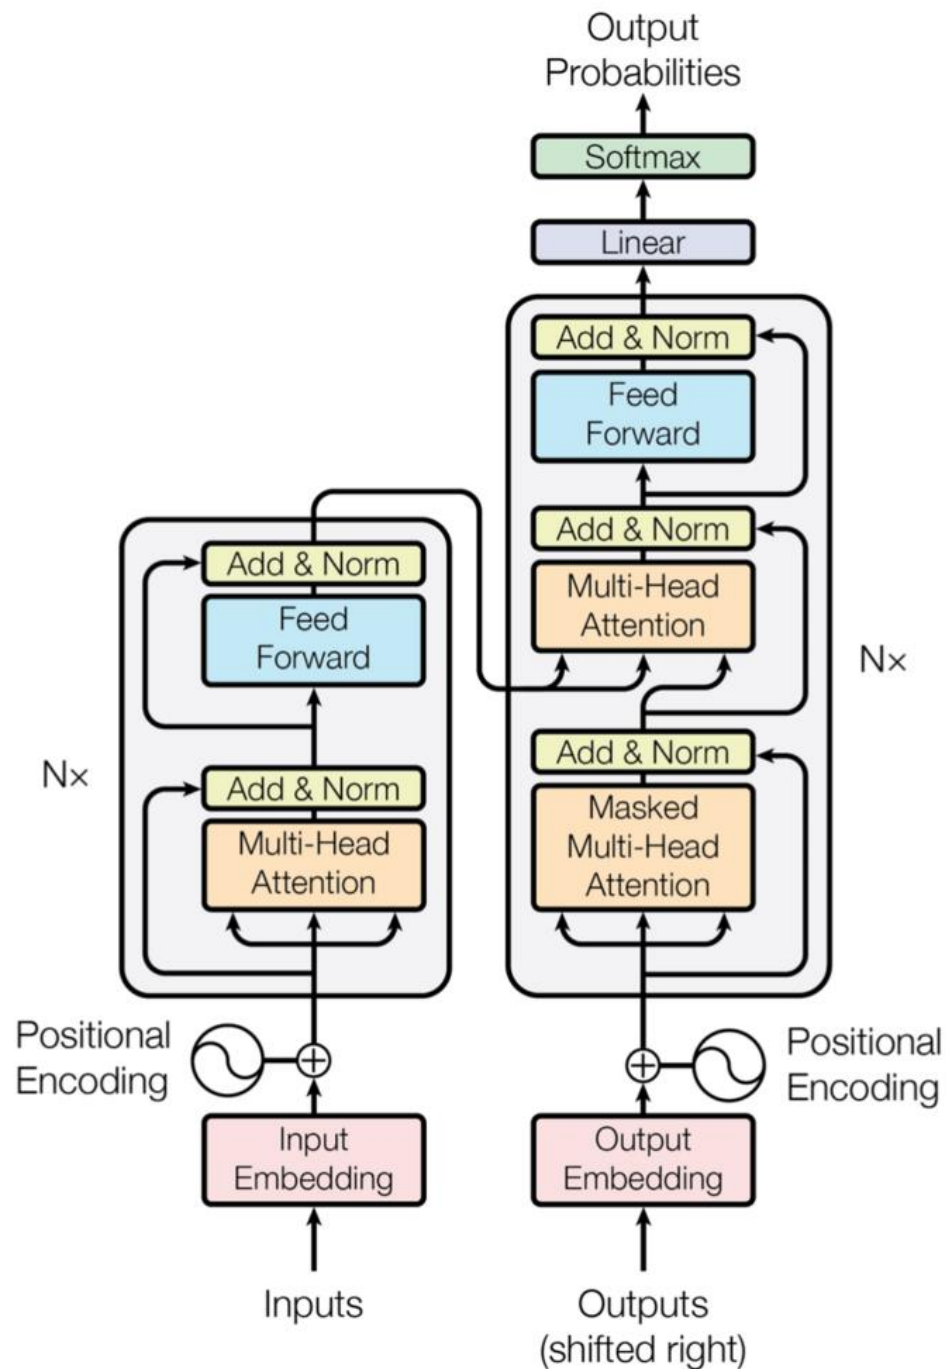 Output
Probabilities
Softmax
Linear
Add & Norm
Feed
Forward
Add & Norm
Multi-Head
Attention
Add & Norm
Masked
Multi-Head
Attention
Nx
Add & Norm
Feed
Forward
Add & Norm
Multi-Head
Attention
Nx
Positional
Encoding
Positional
Encoding
Input
Embedding
Output
Embedding
Inputs
Outputs
(shifted right)